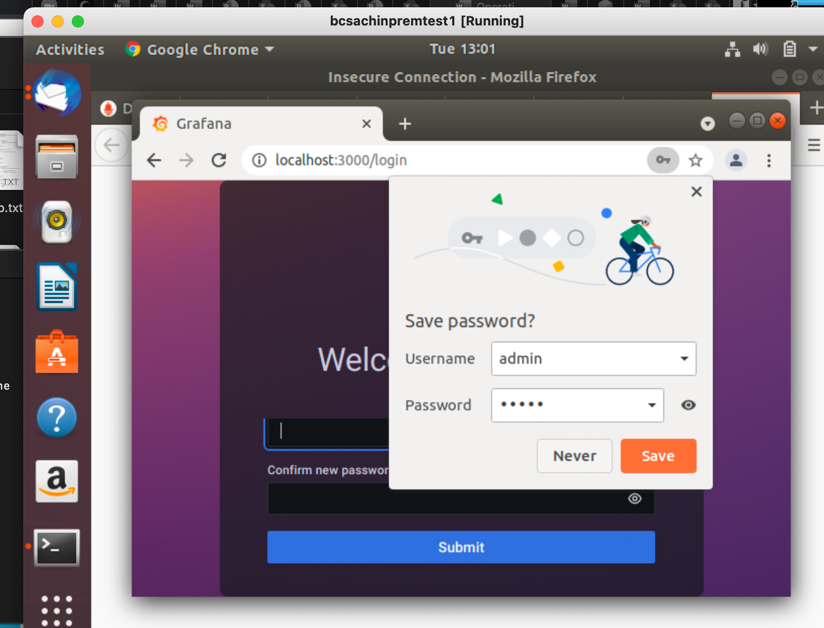 Operati
bcsachinpremtest1 [Running]
Activities
Google Chrome
Tue 13:01
Insecure Connection - Mozilla Firefox
D
Grafana
localhost:3000/login
.TXT
o.txt
Save password?
Username
admin
Welc
Password
•••••
Never
Save
Confirm new passwor
Submit
ne